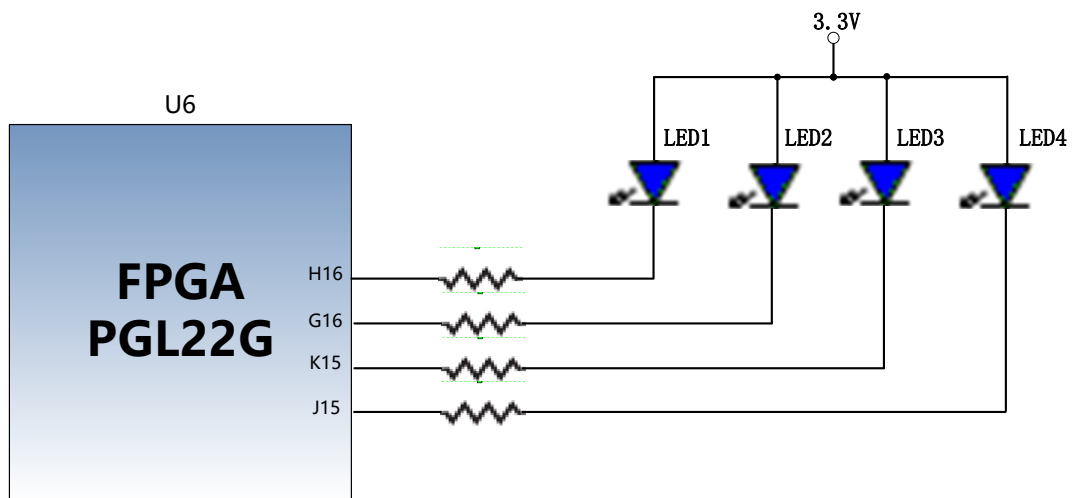 3.3V
U6
LED1
LED2
LED3
LED4
FPGA
PGL22G
H16
G16
K15
J15